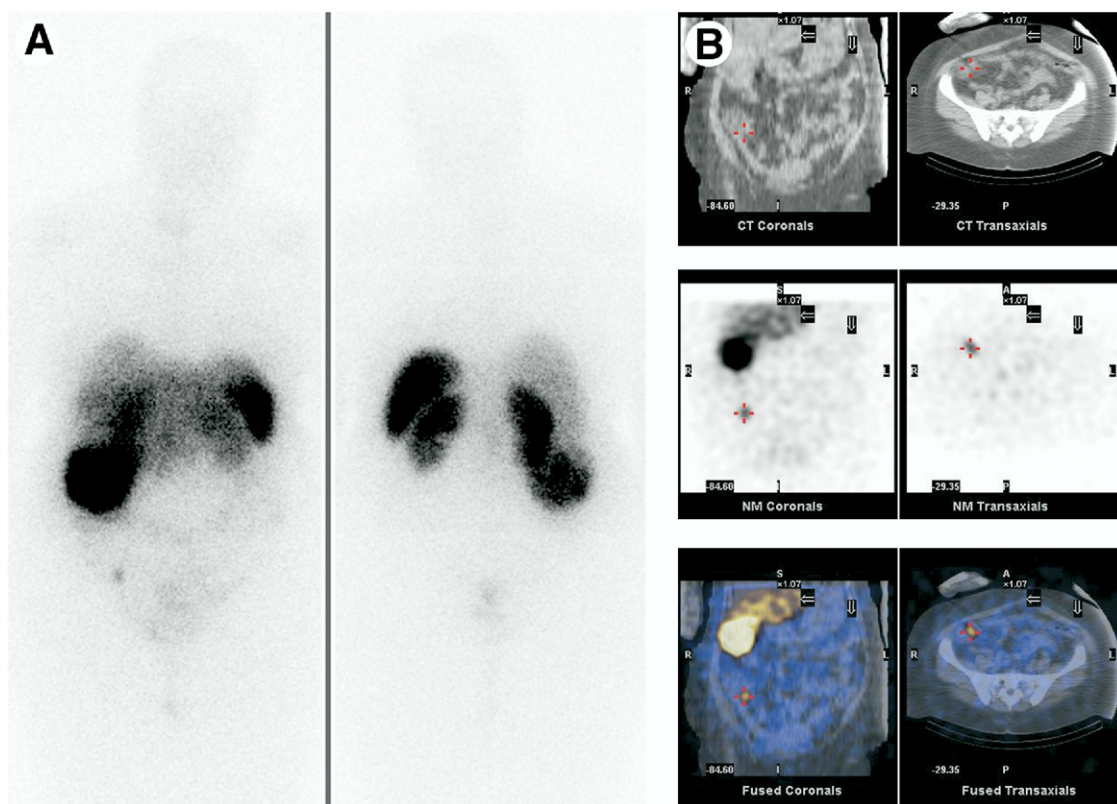 A
B
S
×1.07
R
L
-84.60
I
CT Coronals
A
×1.07
R
L
-29.35
P
CT Transaxials
S
×1.07
R
L
-84.60
I
NM Coronals
A
×1.07
R
L
-29.35
P
NM Transaxials
S
×1.07
R
L
-84.60
I
Fused Coronals
A
×1.07
R
L
-29.35
P
Fused Transaxials